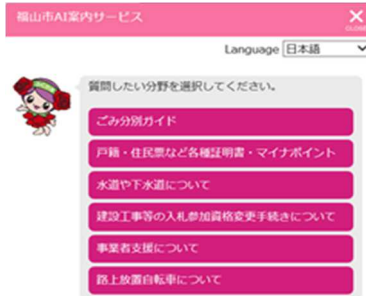 福山市AI案内サービス
CLOSE
Language 日本語
質問したい分野を選択してください。
ごみ分別ガイド
戸籍・住民票など各種証明書・マイナポイント
水道や下水道について
建設工事等の入札参加資格変更手続きについて
事業者支援について
路上放置自転車について